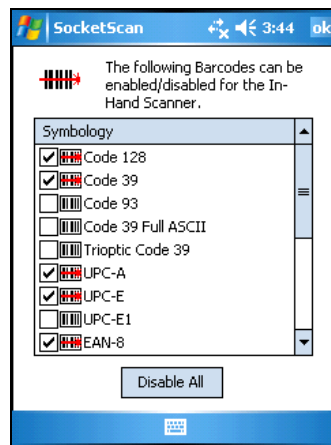 SocketScan 3:44 ok
The following Barcodes can be
enabled/disabled for the In-
Hand Scanner.
Symbology
Code 128
Code 39
Code 93
Code 39 Full ASCII
Trioptic Code 39
UPC-A
UPC-E
UPC-E1
EAN-8
Disable All